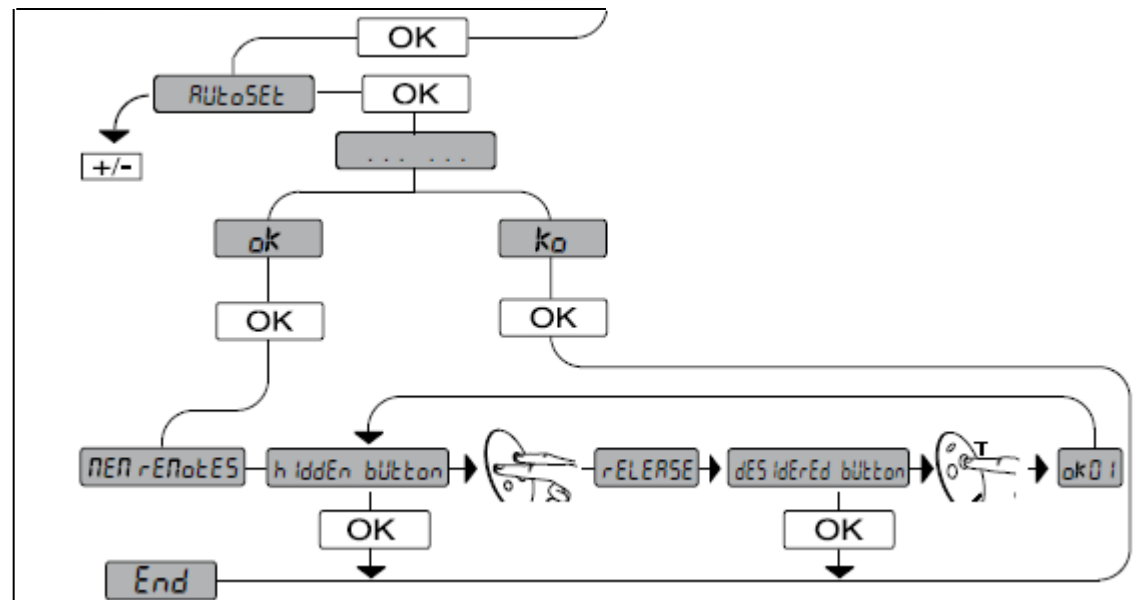 OK
AUtoSEt OK
+/-
... ...
ok ko
OK OK
MEM rEMotES hIddEn bUtton rELEASE dESIdErEd bUtton T ok01
OK OK
End